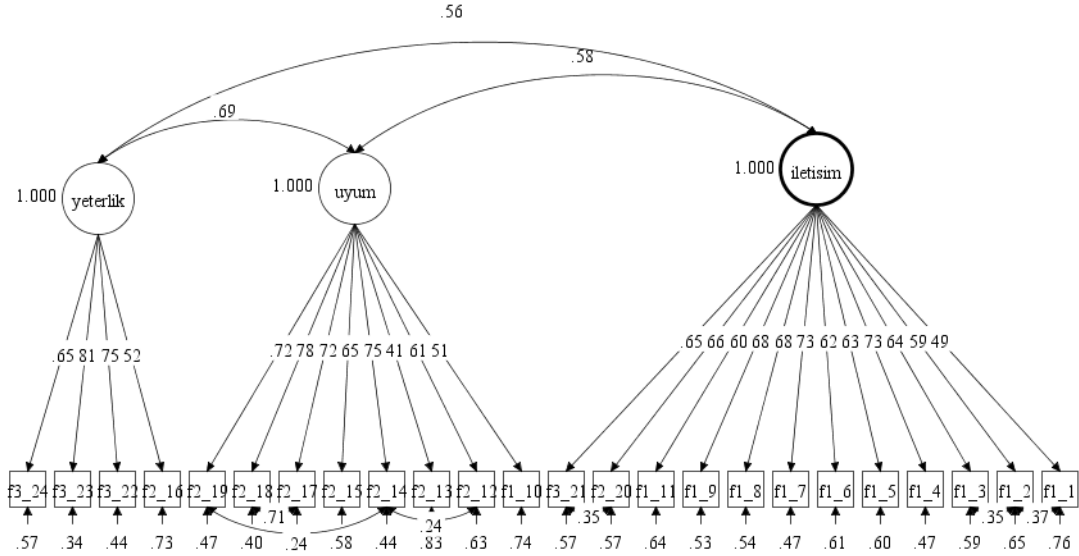 .56
.58
.69
1.000 yeterlik
1.000 uyum
1.000 iletisim
.65 81 75 52
.72 78 72 65 75 41 61 51
.65 66 60 68 68 73 62 63 73 64 59 49
f3_24 f3_23 f3_22 f2_16 f2_19 f2_18 f2_17 f2_15 f2_14 f2_13 f2_12 f1_10 f3_21 f2_20 f1_11 f1_9 f1_8 f1_7 f1_6 f1_5 f1_4 f1_3 f1_2 f1_1
.71 .24 .35 .35 .37
.57 .34 .44 .73 .47 .40 .24 .58 .44 .83 .63 .74 .57 .57 .64 .53 .54 .47 .61 .60 .47 .59 .65 .76